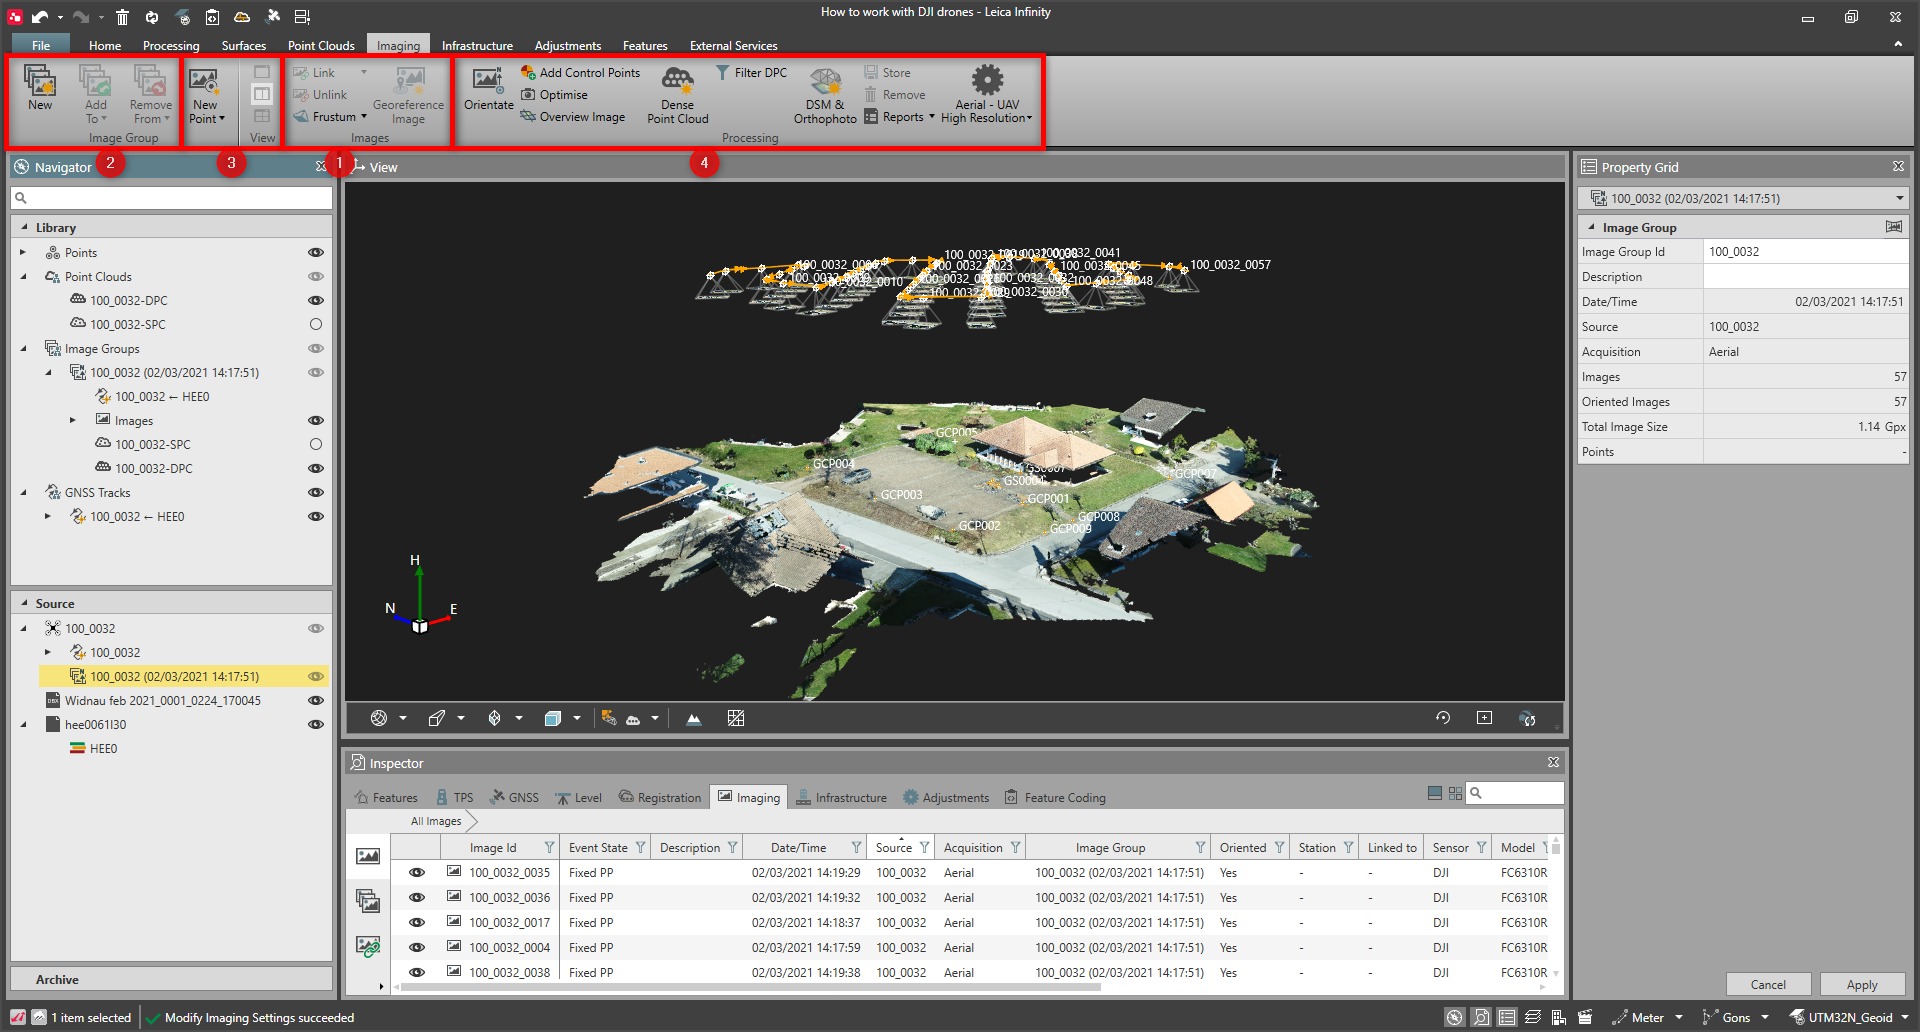 How to work with DJI drones - Leica Infinity
File Home Processing Surfaces Point Clouds Imaging Infrastructure Adjustments Features External Services
New
Add To
Remove From
Image Group
New Point
View
Link
Unlink
Frustum
Georeference Image
Images
Orientate
Add Control Points
Optimise
Overview Image
Dense Point Cloud
Filter DPC
DSM & Orthophoto
Store
Remove
Reports
Aerial - UAV High Resolution
Processing
2
3
1
4
Navigator
Library
Points
Point Clouds
100_0032-DPC
100_0032-SPC
Image Groups
100_0032 (02/03/2021 14:17:51)
100_0032 ← HEE0
Images
100_0032-SPC
100_0032-DPC
GNSS Tracks
100_0032 ← HEE0
Source
100_0032
100_0032
100_0032 (02/03/2021 14:17:51)
Widnau feb 2021_0001_0224_170045
hee0061l30
HEE0
Archive
View
100_0032_0041
100_0032_0057
100_0032_0023
GCP005
GCP004
GCP003
GS0004
GCP001
GCP002
GCP007
GCP008
GCP009
H
N
E
Inspector
Features TPS GNSS Level Registration Imaging Infrastructure Adjustments Feature Coding
All Images
Image Id Event State Description Date/Time Source Acquisition Image Group Oriented Station Linked to Sensor Model
100_0032_0035 Fixed PP 02/03/2021 14:19:29 100_0032 Aerial 100_0032 (02/03/2021 14:17:51) Yes - - DJI FC6310R
100_0032_0036 Fixed PP 02/03/2021 14:19:32 100_0032 Aerial 100_0032 (02/03/2021 14:17:51) Yes - - DJI FC6310R
100_0032_0017 Fixed PP 02/03/2021 14:18:37 100_0032 Aerial 100_0032 (02/03/2021 14:17:51) Yes - - DJI FC6310R
100_0032_0004 Fixed PP 02/03/2021 14:17:59 100_0032 Aerial 100_0032 (02/03/2021 14:17:51) Yes - - DJI FC6310R
100_0032_0038 Fixed PP 02/03/2021 14:19:38 100_0032 Aerial 100_0032 (02/03/2021 14:17:51) Yes - - DJI FC6310R
Property Grid
100_0032 (02/03/2021 14:17:51)
Image Group
Image Group Id 100_0032
Description
Date/Time 02/03/2021 14:17:51
Source 100_0032
Acquisition Aerial
Images 57
Oriented Images 57
Total Image Size 1.14 Gpx
Points -
Cancel Apply
1 item selected
Modify Imaging Settings succeeded
Meter Gons UTM32N_Geoid